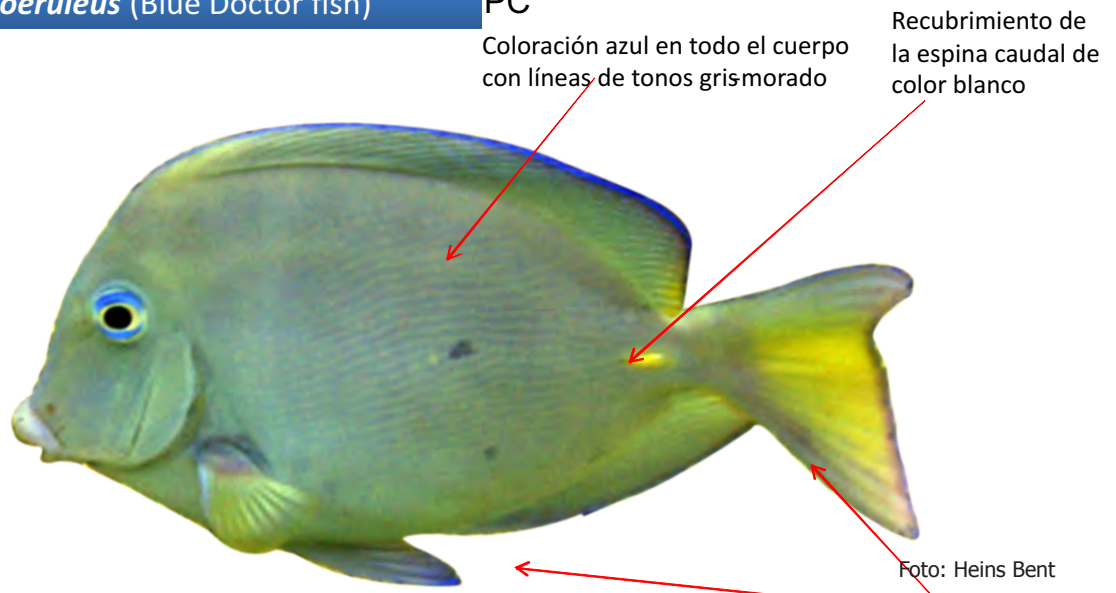 oeruleus (Blue Doctor fish)
PC
Coloración azul en todo el cuerpo
con líneas de tonos gris-morado
Recubrimiento de
la espina caudal de
color blanco
Foto: Heins Bent